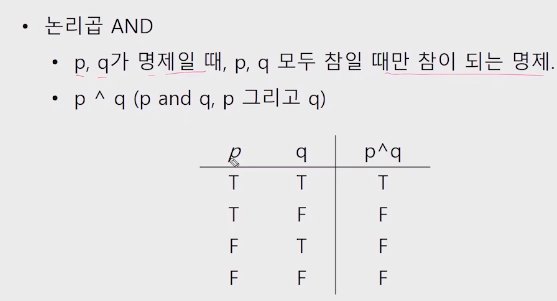 • 논리곱 AND
• p, q가 명제일 때, p, q 모두 참일 때만 참이 되는 명제.
• p ^ q (p and q, p 그리고 q)
p q p^q
T T T
T F F
F T F
F F F